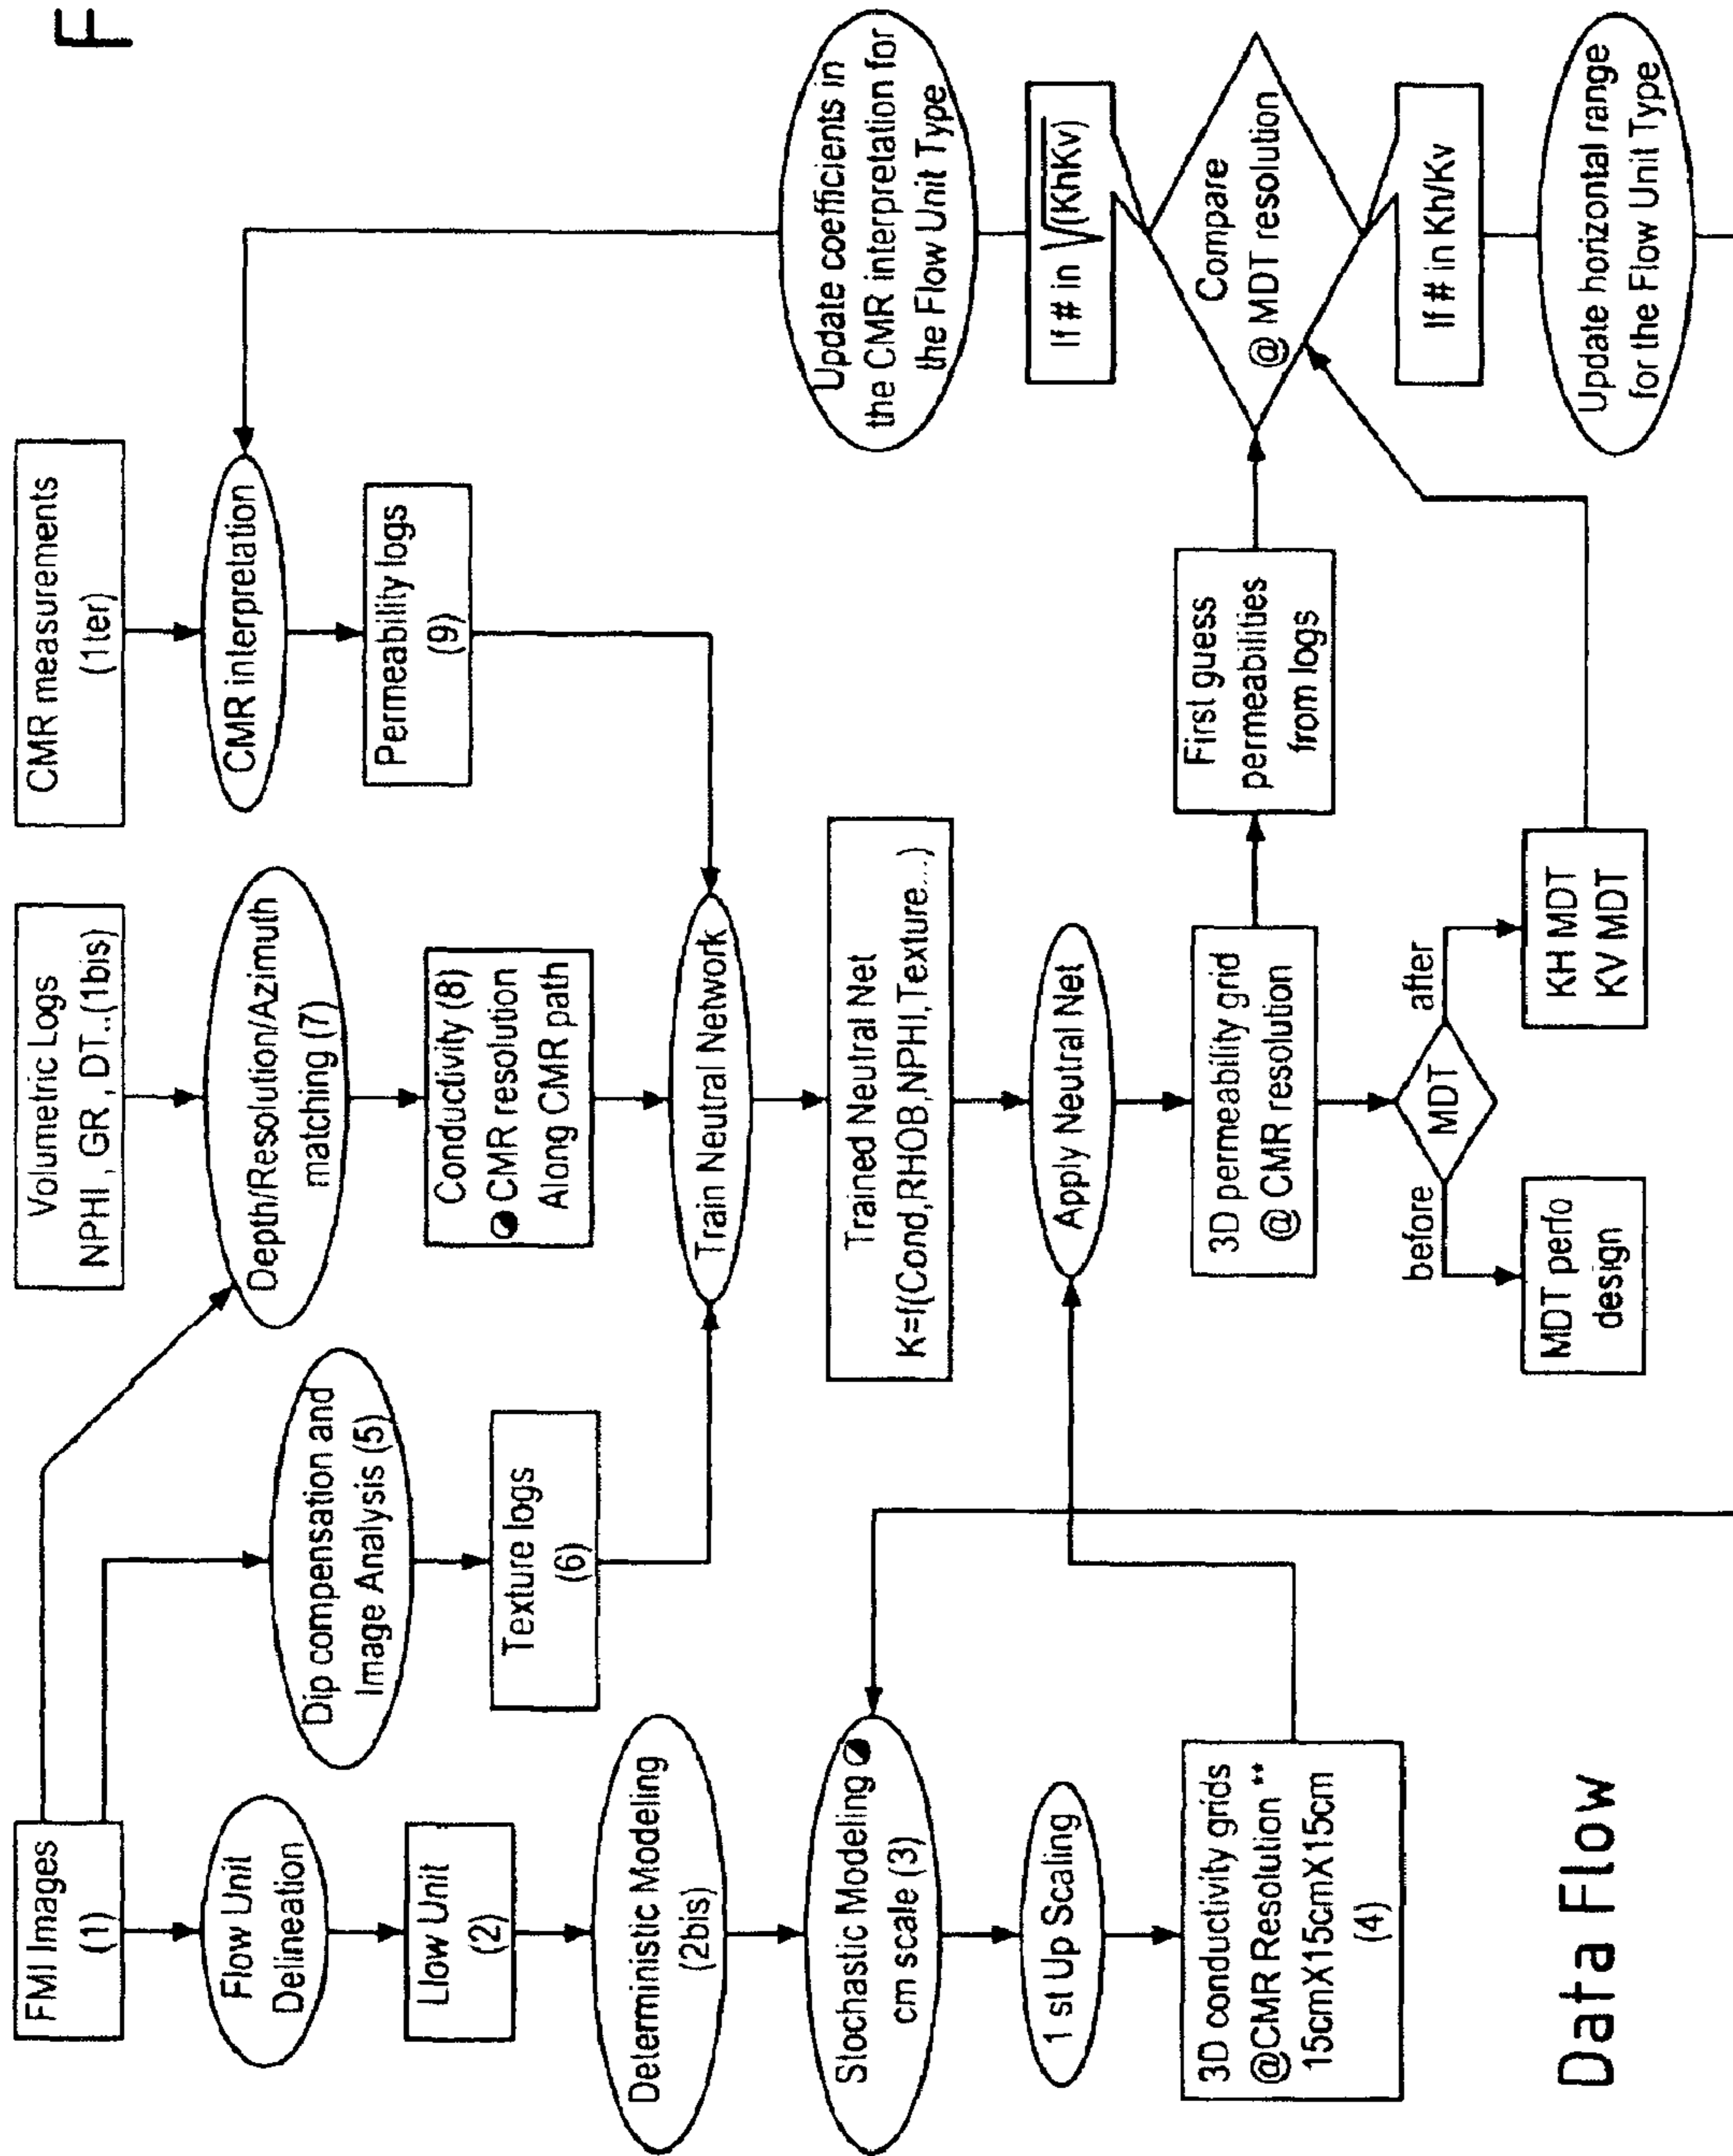 F
FMI Images
(1)
Flow Unit
Delineation
Llow Unit
(2)
Deterministic Modeling
(2bis)
Stochastic Modeling
cm scale (3)
1 st Up Scaling
3D conductivity grids
@CMR Resolution **
15cmX15cmX15cm
(4)
Dip compensation and
Image Analysis (5)
Texture logs
(6)
Volumetric Logs
NPHI , GR , DT..(1bis)
Depth/Resolution/Azimuth
matching (7)
Conductivity (8)
CMR resolution
Along CMR path
Train Neutral Network
Trained Neutral Net
K=f(Cond,RHOB,NPHI,Texture...)
Apply Neutral Net
3D permeability grid
@ CMR resolution
MDT
before
after
MDT perfo
design
KH MDT
KV MDT
CMR measurements
(1ter)
CMR interpretation
Permability logs
(9)
First guess
permeabilities
from logs
Update coefficients in
the CMR interpretation for
the Flow Unit Type
If # in √(KhKv)
Compare
@ MDT resolution
If # in Kh/Kv
Update horizontal range
for the Flow Unit Type
Data Flow